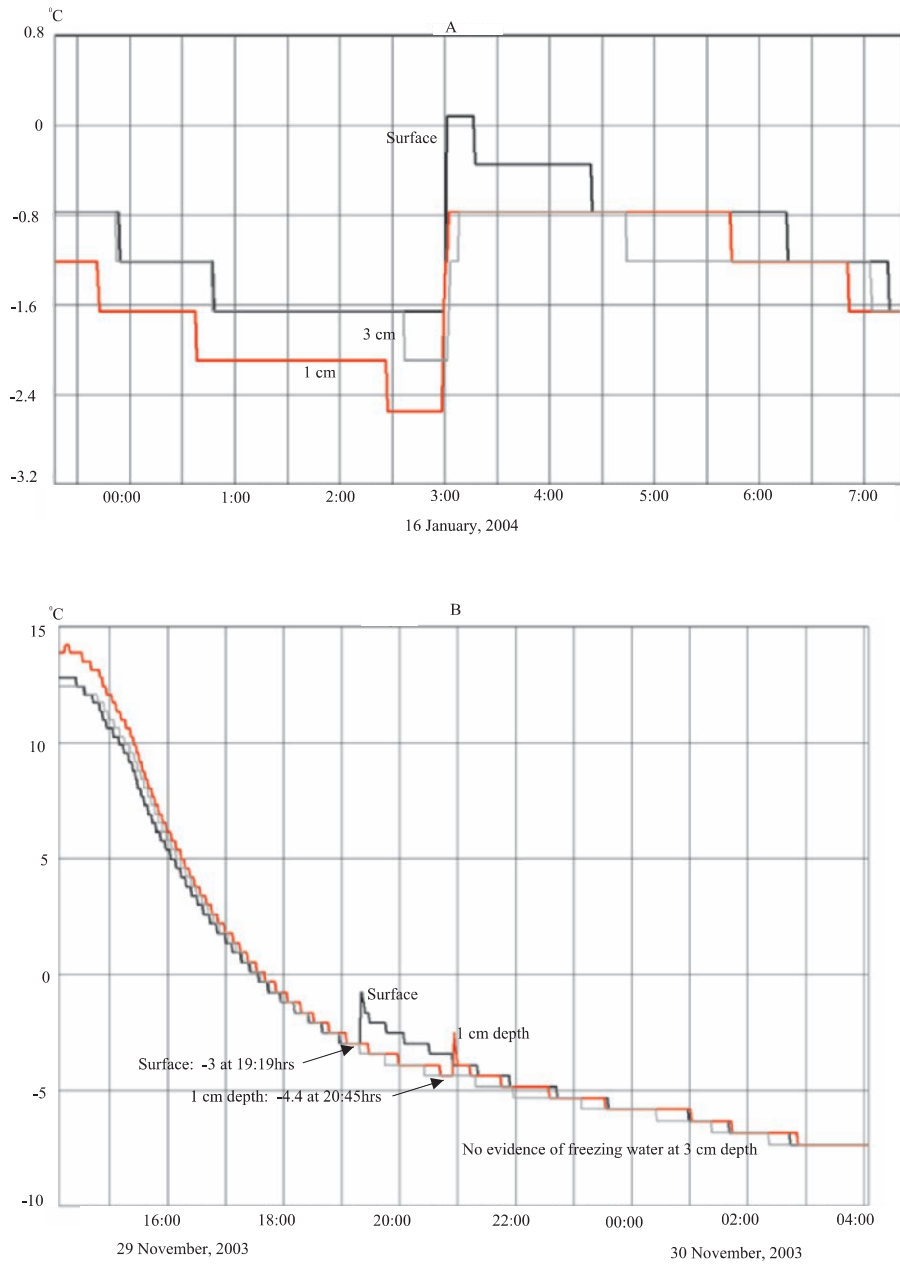 °C
A
0.8
Surface
0
-0.8
-1.6
3 cm
1 cm
-2.4
-3.2
00:00 1:00 2:00 3:00 4:00 5:00 6:00 7:00
16 January, 2004
°C
B
15
10
5
0
Surface
1 cm depth
Surface: -3 at 19:19hrs
1 cm depth: -4.4 at 20:45hrs
-5
No evidence of freezing water at 3 cm depth
-10
16:00 18:00 20:00 22:00 00:00 02:00 04:00
29 November, 2003 30 November, 2003